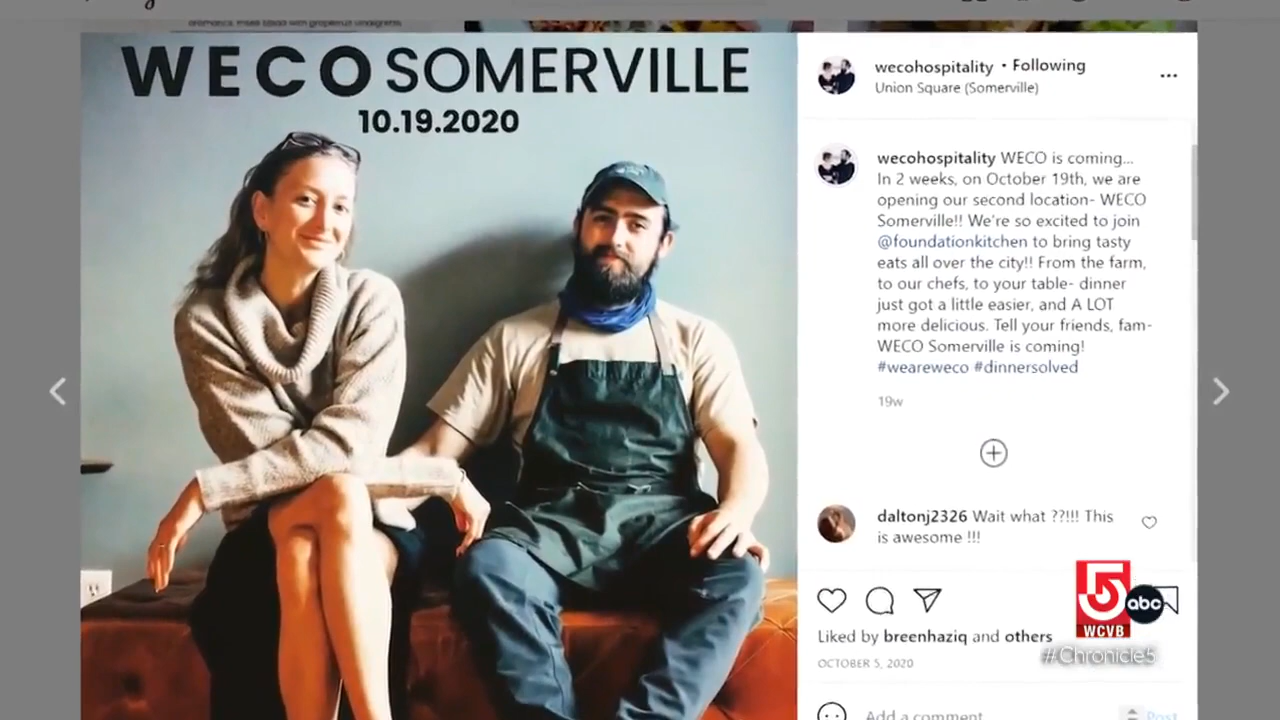 WECO SOMERVILLE
10.19.2020
wecohospitality • Following
Union Square (Somerville)
wecohospitality WECO is coming...
In 2 weeks, on October 19th, we are
opening our second location- WECO
Somerville!! We're so excited to join
@foundationkitchen to bring tasty
eats all over the city!! From the farm,
to our chefs, to your table- dinner
just got a little easier, and A LOT
more delicious. Tell your friends, fam-
WECO Somerville is coming!
#weareweco #dinnersolved
19w
daltonj2326 Wait what ??!!! This
is awesome !!!
Liked by breenhaziq and others
OCTOBER 5, 2020
Add a comment
Post
5
abc
WCVB
#Chronicle5